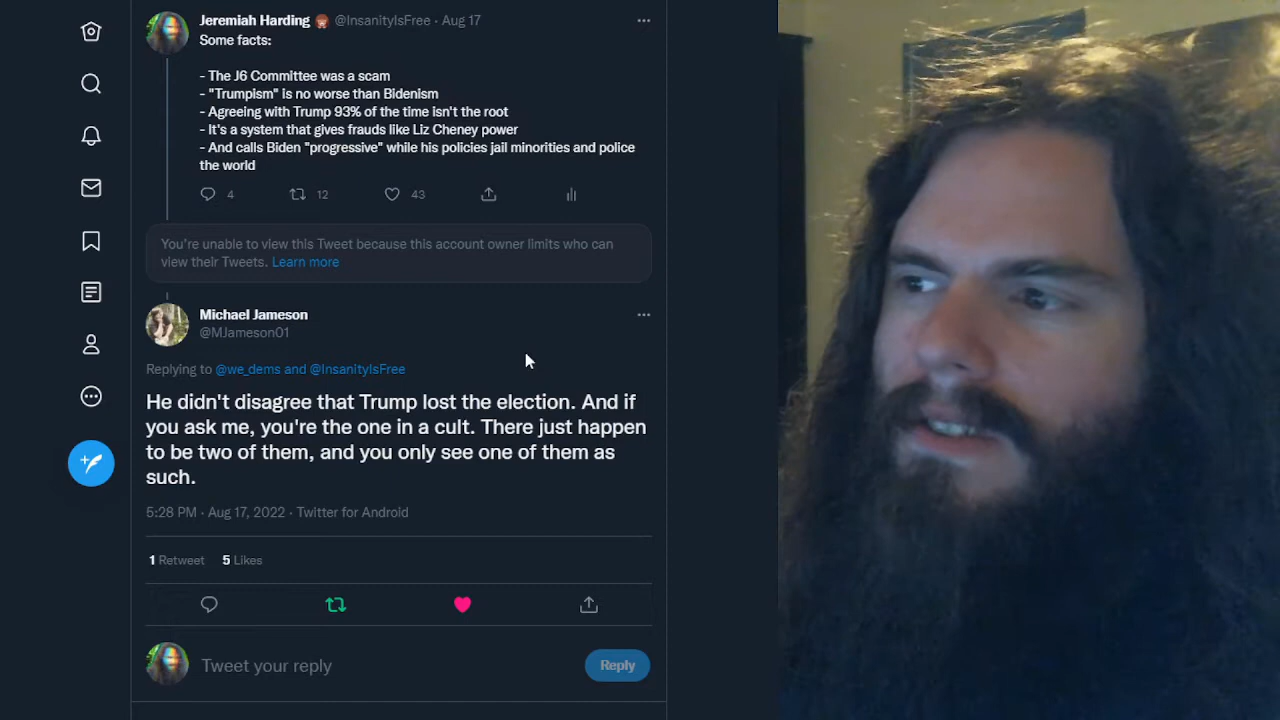 Jeremiah Harding @InsanityIsFree · Aug 17
Some facts:
- The J6 Committee was a scam
- "Trumpism" is no worse than Bidenism
- Agreeing with Trump 93% of the time isn't the root
- It's a system that gives frauds like Liz Cheney power
- And calls Biden "progressive" while his policies jail minorities and police
the world
4 12 43
You're unable to view this Tweet because this account owner limits who can
view their Tweets. Learn more
Michael Jameson
@MJameson01
Replying to @we_dems and @InsanityIsFree
He didn't disagree that Trump lost the election. And if
you ask me, you're the one in a cult. There just happen
to be two of them, and you only see one of them as
such.
5:28 PM · Aug 17, 2022 · Twitter for Android
1 Retweet 5 Likes
Tweet your reply
Reply